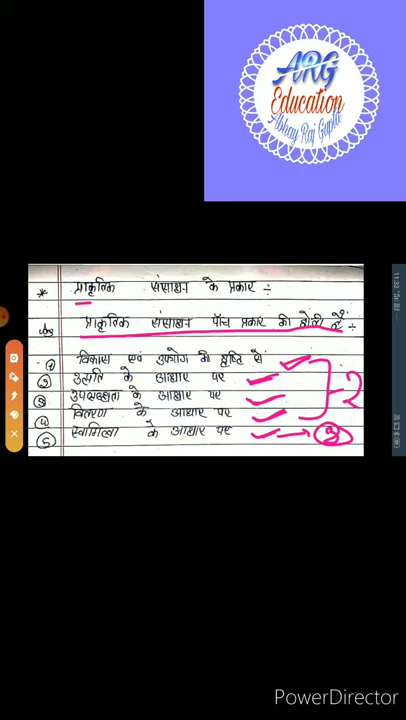 ARG
Education
Abhay Raj Gupta
* प्राकृतिक संसाधन के प्रकार ÷
प्राकृतिक संसाधन पाँच प्रकार की होती हैं ÷
1 विकास एवं उपयोग की दृष्टि से
2 उत्पत्ति के आधार पर
3 उपलब्धता के आधार पर
4 वितरण के आधार पर
5 स्वामित्व के आधार पर
2
3
PowerDirector